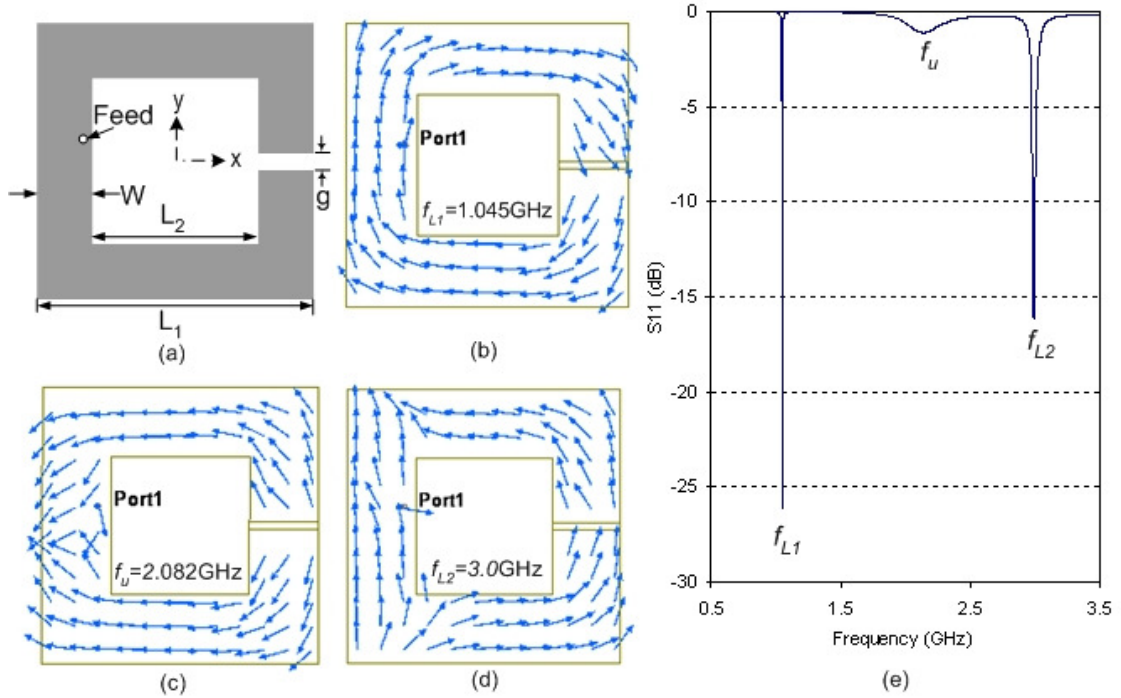 y
Feed
x
W
g
L2
L1
(a)
Port1
fL1=1.045GHz
(b)
Port1
fu=2.082GHz
(c)
Port1
fL2=3.0GHz
(d)
0
-5
-10
-15
-20
-25
-30
S11 (dB)
fu
fL2
fL1
0.5
1.5
2.5
3.5
Frequency (GHz)
(e)